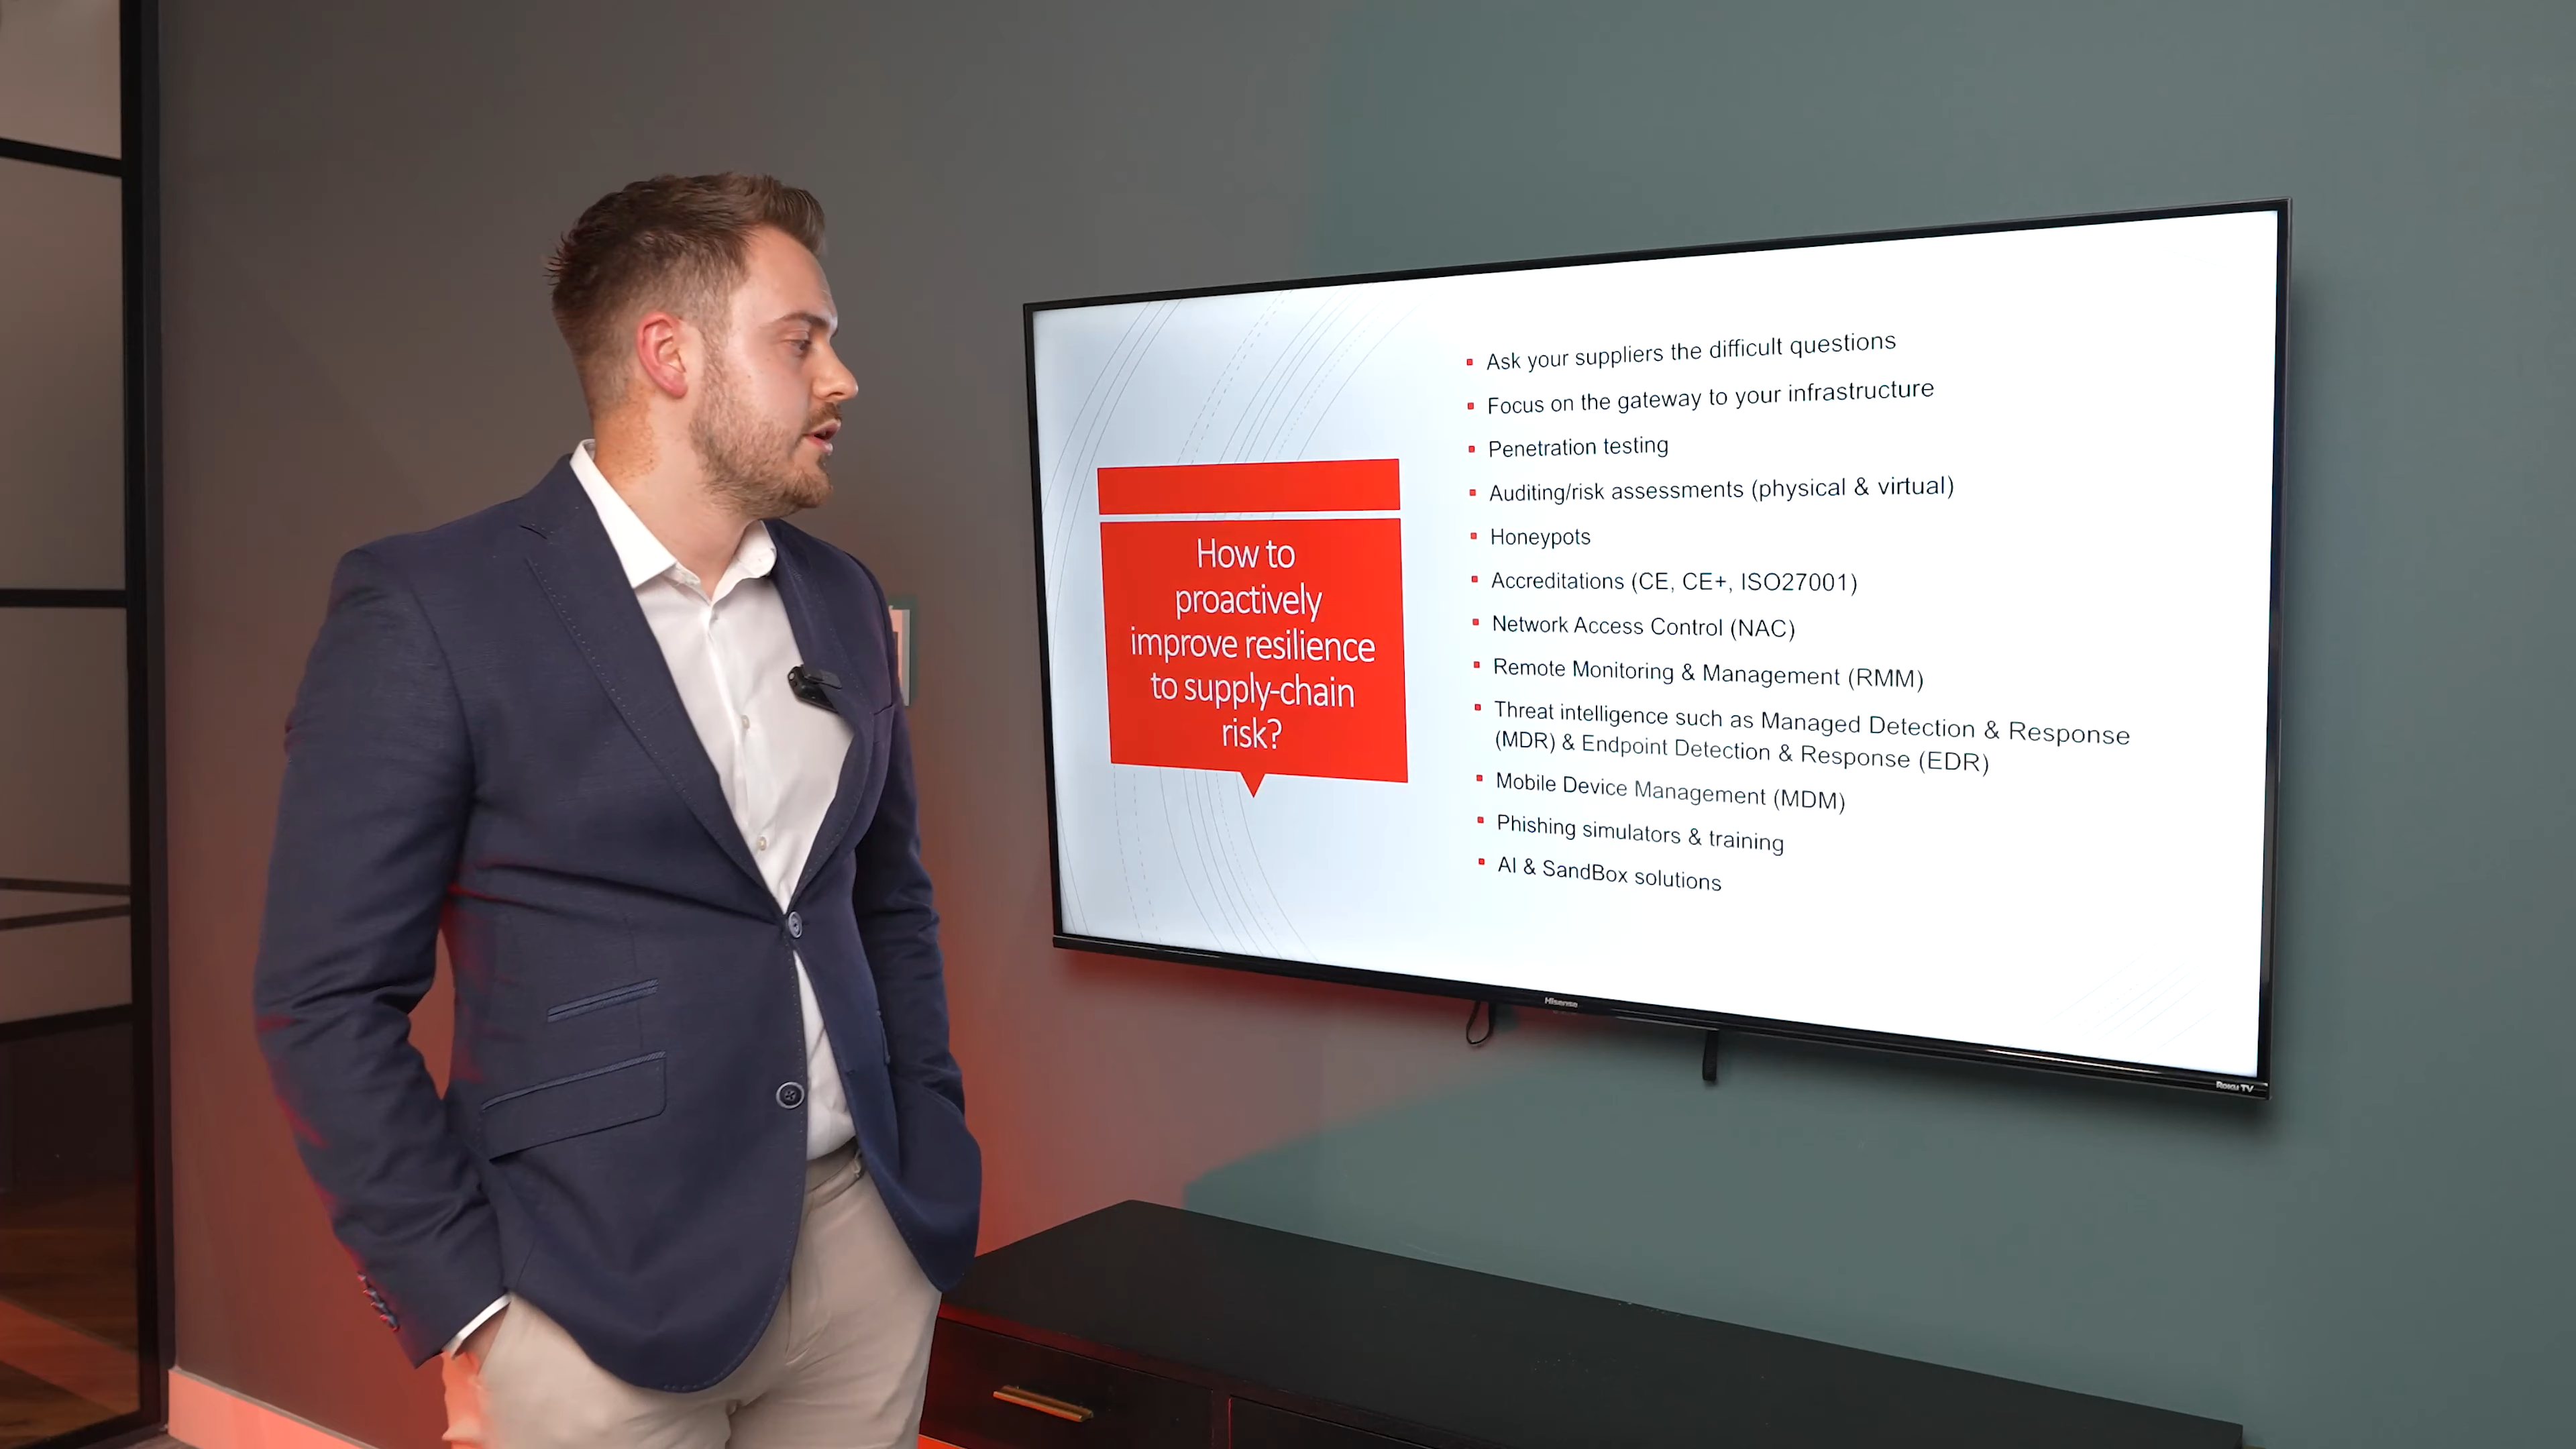 How to
proactively
improve resilience
to supply-chain
risk?
Ask your suppliers the difficult questions
Focus on the gateway to your infrastructure
Penetration testing
Auditing/risk assessments (physical & virtual)
Honeypots
Accreditations (CE, CE+, ISO27001)
Network Access Control (NAC)
Remote Monitoring & Management (RMM)
Threat intelligence such as Managed Detection & Response
(MDR) & Endpoint Detection & Response (EDR)
Mobile Device Management (MDM)
Phishing simulators & training
AI & SandBox solutions
Hisense
Roku TV